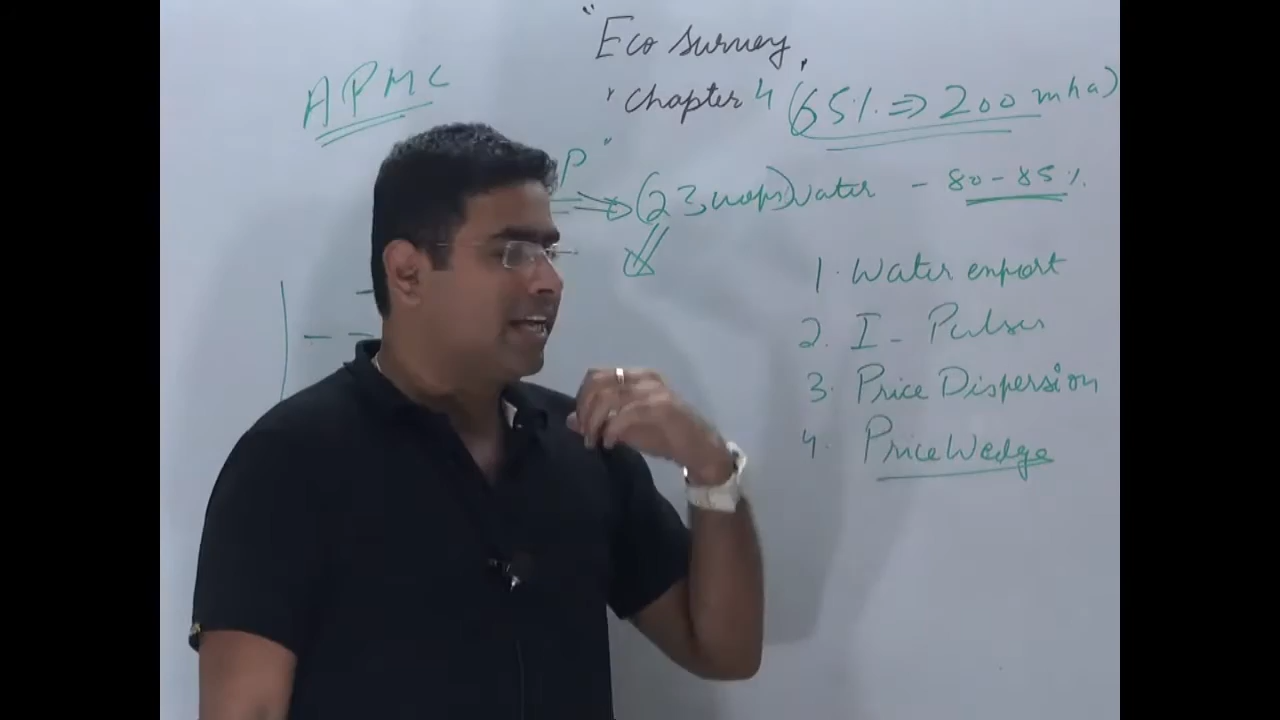 "Eco Survey,
APMC
' Chapter 4 (65% => 200 mha)
P "
(23 crops) water - 80-85%
1. Water export
2. I - Pulses
3. Price Dispersion
4. Price Wedge